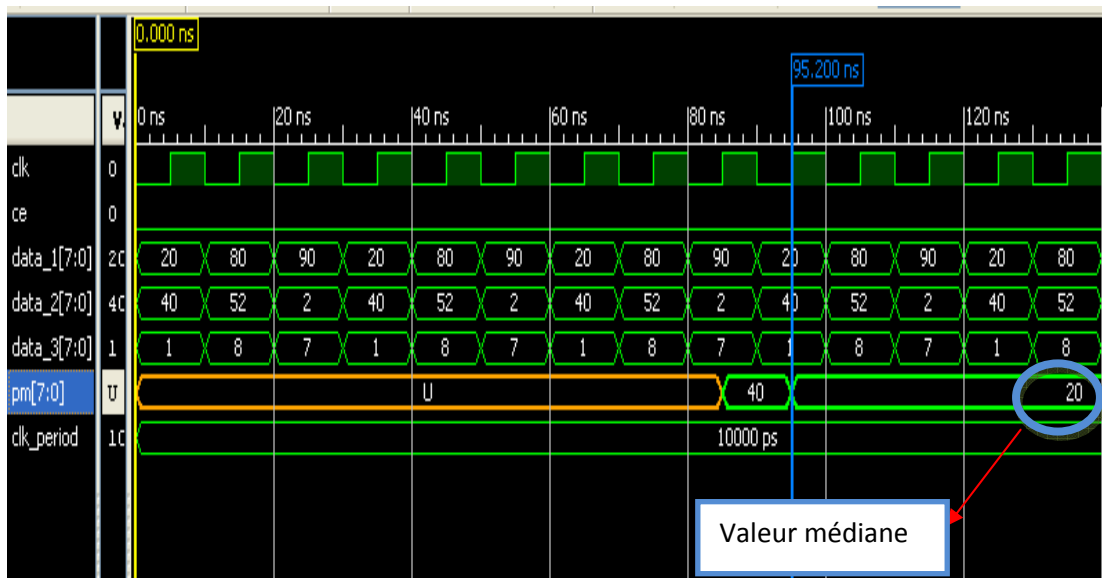 0.000 ns
95.200 ns
0 ns 20 ns 40 ns 60 ns 80 ns 100 ns 120 ns
clk 0
ce 0
data_1[7:0] 20 80 90 20 80 90 20 80 90 20 80 90 20 80
data_2[7:0] 40 52 2 40 52 2 40 52 2 40 52 2 40 52
data_3[7:0] 1 1 8 7 1 8 7 1 8 7 1 8 7 1 8
pm[7:0] U U 40 20
clk_period 10000 ps
Valeur médiane